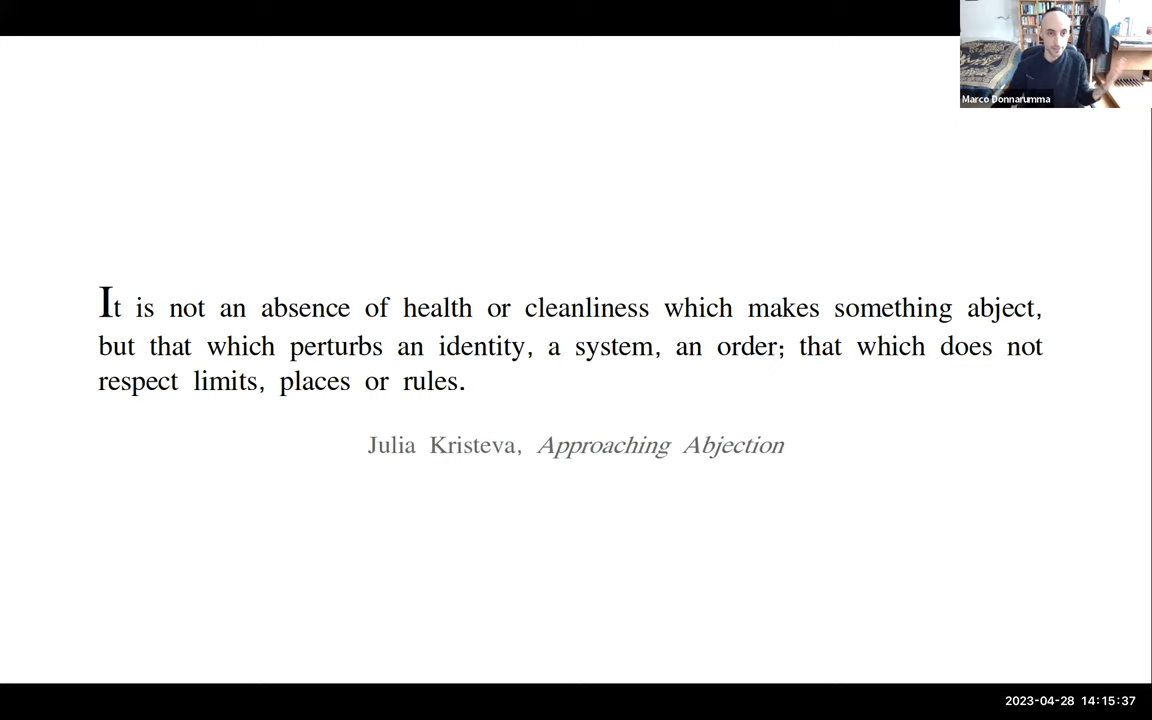 Marco Donnarumma
It is not an absence of health or cleanliness which makes something abject,
but that which perturbs an identity, a system, an order; that which does not
respect limits, places or rules.
Julia Kristeva, Approaching Abjection
2023-04-28 14:15:37